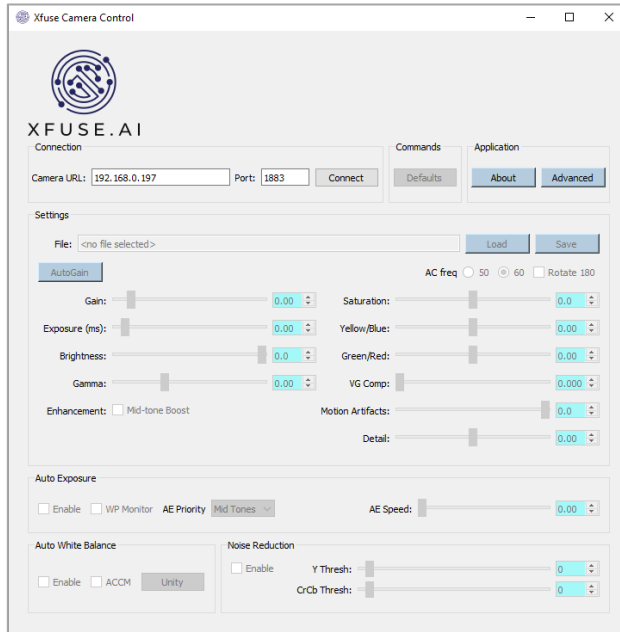 Xfuse Camera Control
XFUSE.AI
Connection
Commands
Application
Camera URL: 192.168.0.197 Port: 1883 Connect
Defaults
About Advanced
Settings
File: <no file selected> Load Save
AutoGain AC freq 50 60 Rotate 180
Gain: 0.00 Saturation: 0.0
Exposure (ms): 0.00 Yellow/Blue: 0.00
Brightness: 0.0 Green/Red: 0.00
Gamma: 0.00 VG Comp: 0.000
Enhancement: Mid-tone Boost Motion Artifacts: 0.0
Detail: 0.00
Auto Exposure
Enable WP Monitor AE Priority Mid Tones AE Speed: 0.00
Auto White Balance
Noise Reduction
Enable ACCM Unity
Enable Y Thresh: 0
CrCb Thresh: 0